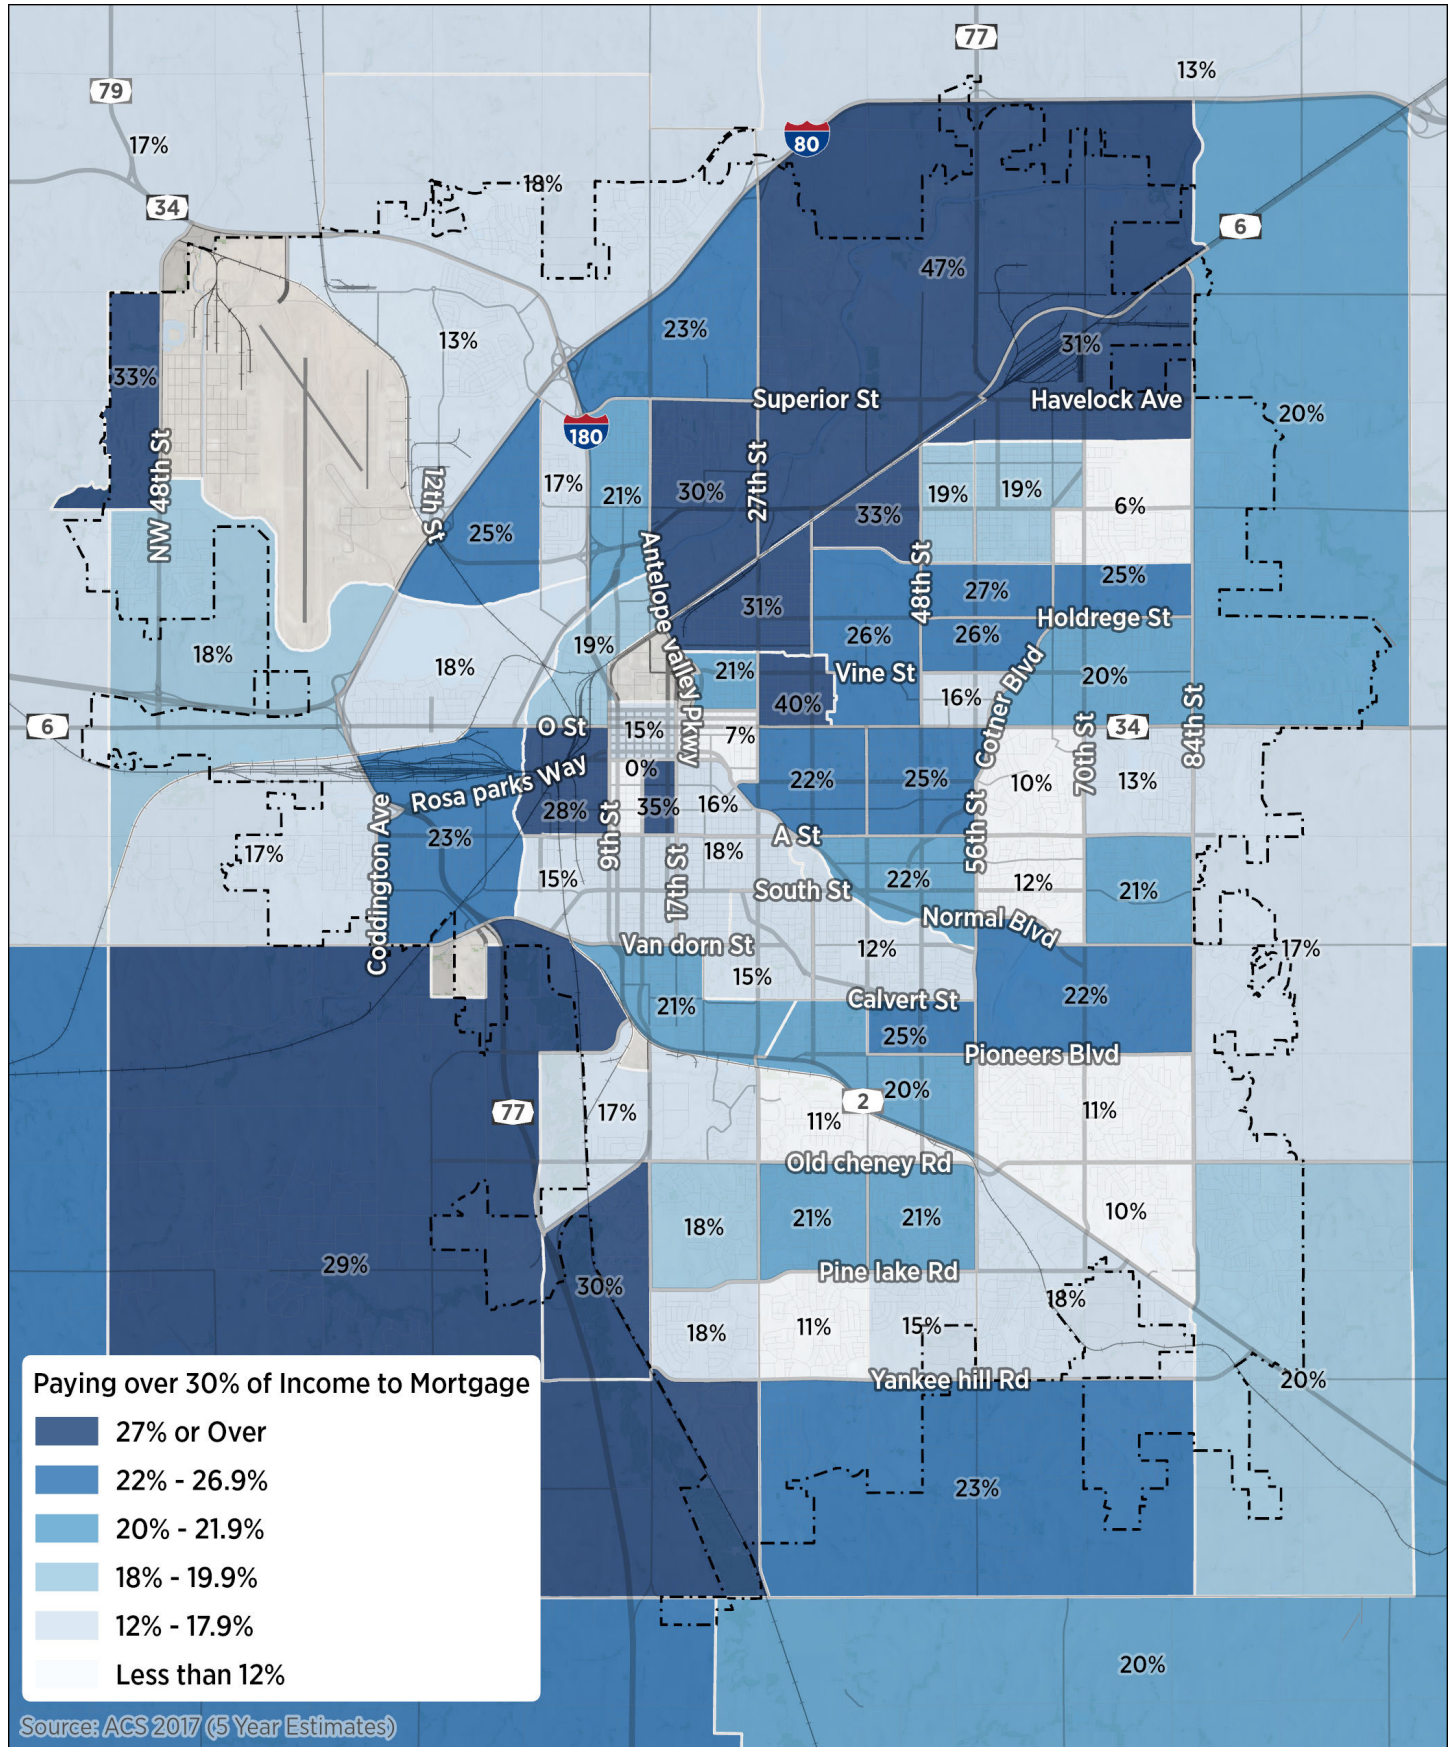 77
13%
79
80
17%
18%
34
6
47%
23%
13%
31%
33%
Superior St
Havelock Ave
20%
180
NW 48th St
12th St
27th St
17%
21%
30%
19%
19%
6%
33%
25%
Antelope valley Pkwy
48th St
25%
27%
31%
Holdrege St
26%
26%
19%
18%
18%
21%
Vine St
20%
Cotner Blvd
16%
40%
70th St
84th St
6
O St
15%
7%
34
0%
Rosa parks Way
22%
25%
10%
13%
28%
35%
16%
Coddington Ave
9th St
56th St
23%
A St
17%
18%
15%
17th St
South St
22%
12%
21%
Normal Blvd
Van dorn St
12%
17%
15%
22%
Calvert St
21%
25%
Pioneers Blvd
20%
2
77
17%
11%
11%
Old cheney Rd
10%
18%
21%
21%
29%
Pine lake Rd
30%
18%
18%
11%
15%
Yankee hill Rd
20%
Paying over 30% of Income to Mortgage
27% or Over
22% - 26.9%
20% - 21.9%
18% - 19.9%
12% - 17.9%
Less than 12%
23%
20%
Source: ACS 2017 (5 Year Estimates)